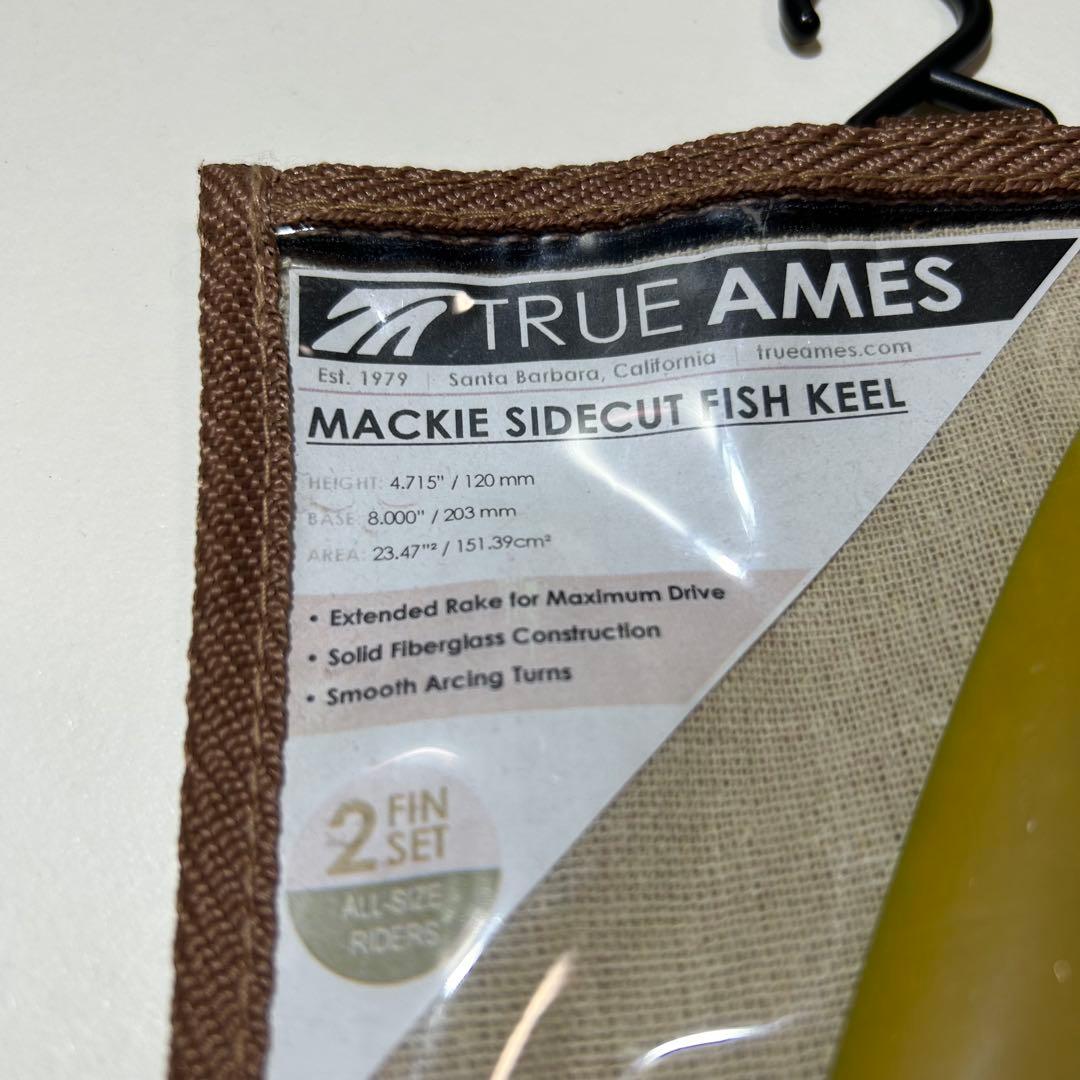 TRUE AMES
Est. 1979 | Santa Barbara, California | trueames.com
MACKIE SIDECUT FISH KEEL
HEIGHT: 4.715" / 120 mm
BASE: 8.000" / 203 mm
AREA: 23.47"² / 151.39cm²
• Extended Rake for Maximum Drive
• Solid Fiberglass Construction
• Smooth Arcing Turns
2 FIN
SET
ALL-SIZE
RIDERS